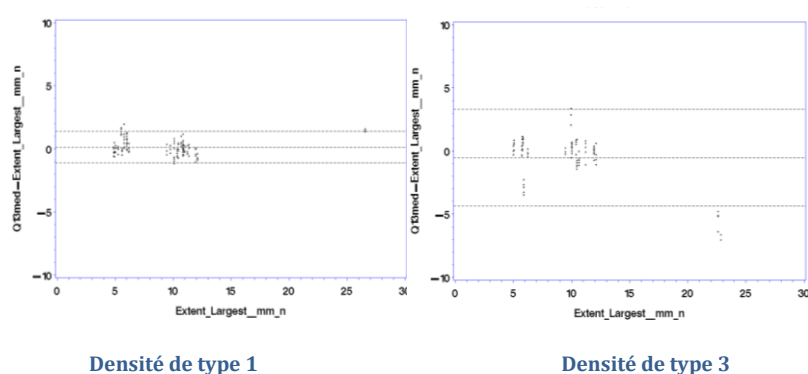 10
5
0
−5
−10
Q13med−Extent_Largest__mm_n
0 5 10 15 20 25 30
Extent_Largest__mm_n
10
5
0
−5
−10
Q13med−Extent_Largest__mm_n
0 5 10 15 20 25 30
Extent_Largest__mm_n
Densité de type 1
Densité de type 3